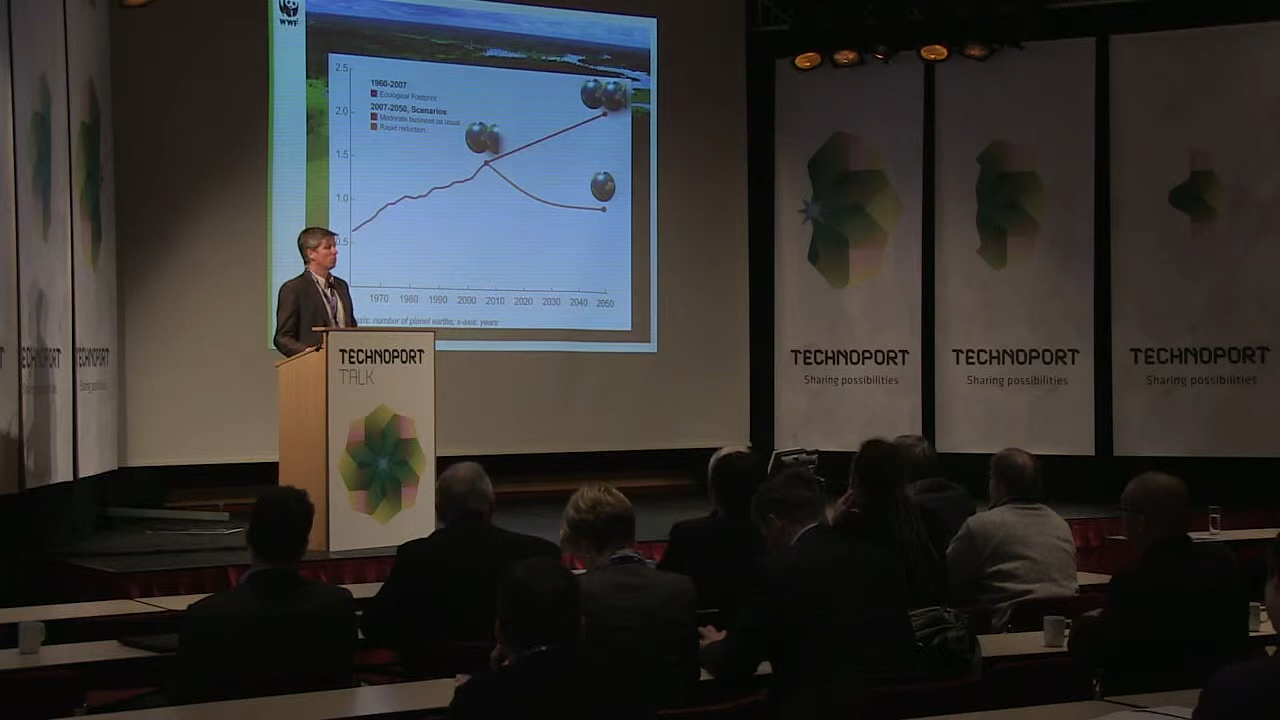 WWF
2.5
1960-2007
Ecological Footprint
2.0
2007-2050, Scenarios
Moderate business as usual
Rapid reduction
1.5
1.0
0.5
1970 1980 1990 2000 2010 2020 2030 2040 2050
number of planet earths; x-axis: years
TECHNOPORT
TALK
TECHNOPORT
Sharing possibilities
TECHNOPORT
Sharing possibilities
TECHNOPORT
Sharing possibilities
TECHNOPORT